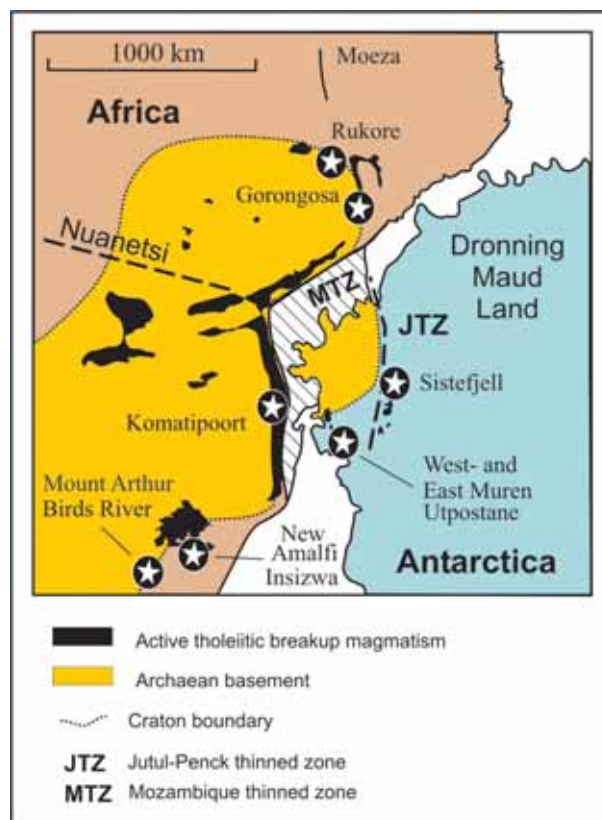 1000 km
Moeza
Africa
Rukore
Gorongosa
Nuanetsi
Dronning
Maud
Land
MTZ
JTZ
Sistefjell
Komatipoort
Mount Arthur
Birds River
West- and
East Muren
Utpostane
New
Amalfi
Insizwa
Antarctica
Active tholeiitic breakup magmatism
Archaean basement
Craton boundary
JTZ Jutul-Penck thinned zone
MTZ Mozambique thinned zone